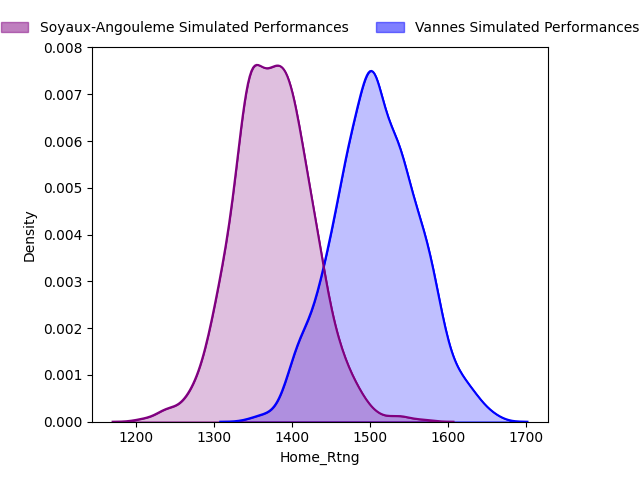 Soyaux-Angouleme Simulated Performances
Vannes Simulated Performances
0.008
0.007
0.006
0.005
0.004
0.003
0.002
0.001
0.000
Density
1200 1300 1400 1500 1600 1700
Home_Rtng